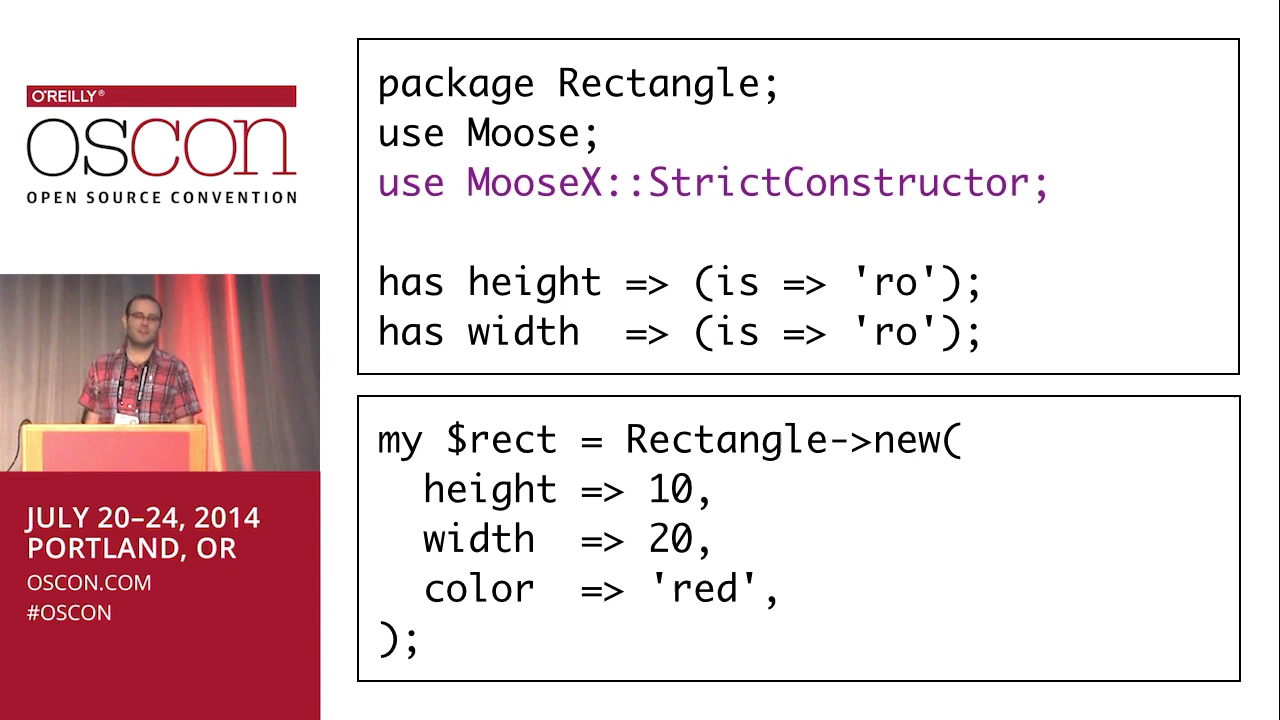 O'REILLY®
OSCON
OPEN SOURCE CONVENTION
JULY 20–24, 2014
PORTLAND, OR
OSCON.COM
#OSCON
package Rectangle;
use Moose;
use MooseX::StrictConstructor;
has height => (is => 'ro');
has width  => (is => 'ro');
my $rect = Rectangle->new(
  height => 10,
  width  => 20,
  color  => 'red',
);